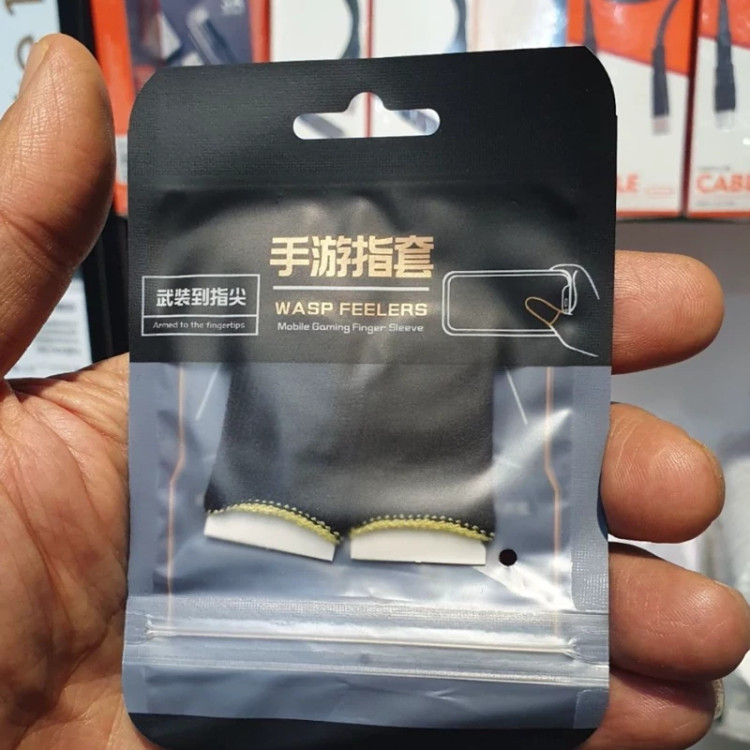 手游指套
武装到指尖
WASP FEELERS
Armed to the fingertips
Mobile Gaming Finger Sleeve
CABLE